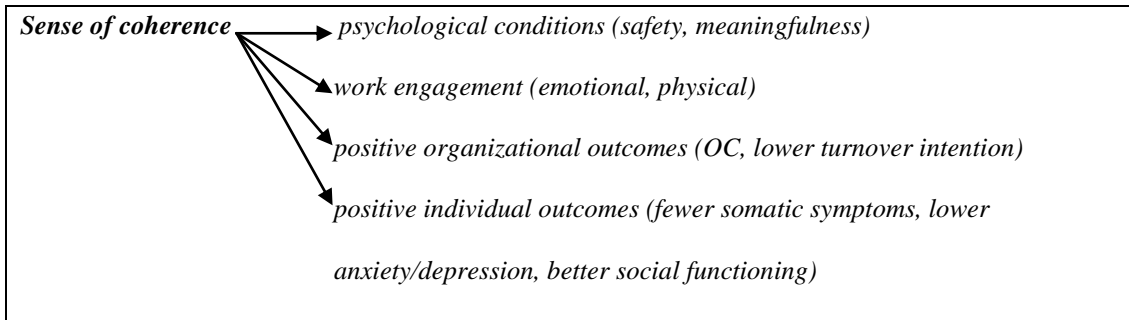 Sense of coherence psychological conditions (safety, meaningfulness)
work engagement (emotional, physical)
positive organizational outcomes (OC, lower turnover intention)
positive individual outcomes (fewer somatic symptoms, lower
anxiety/depression, better social functioning)